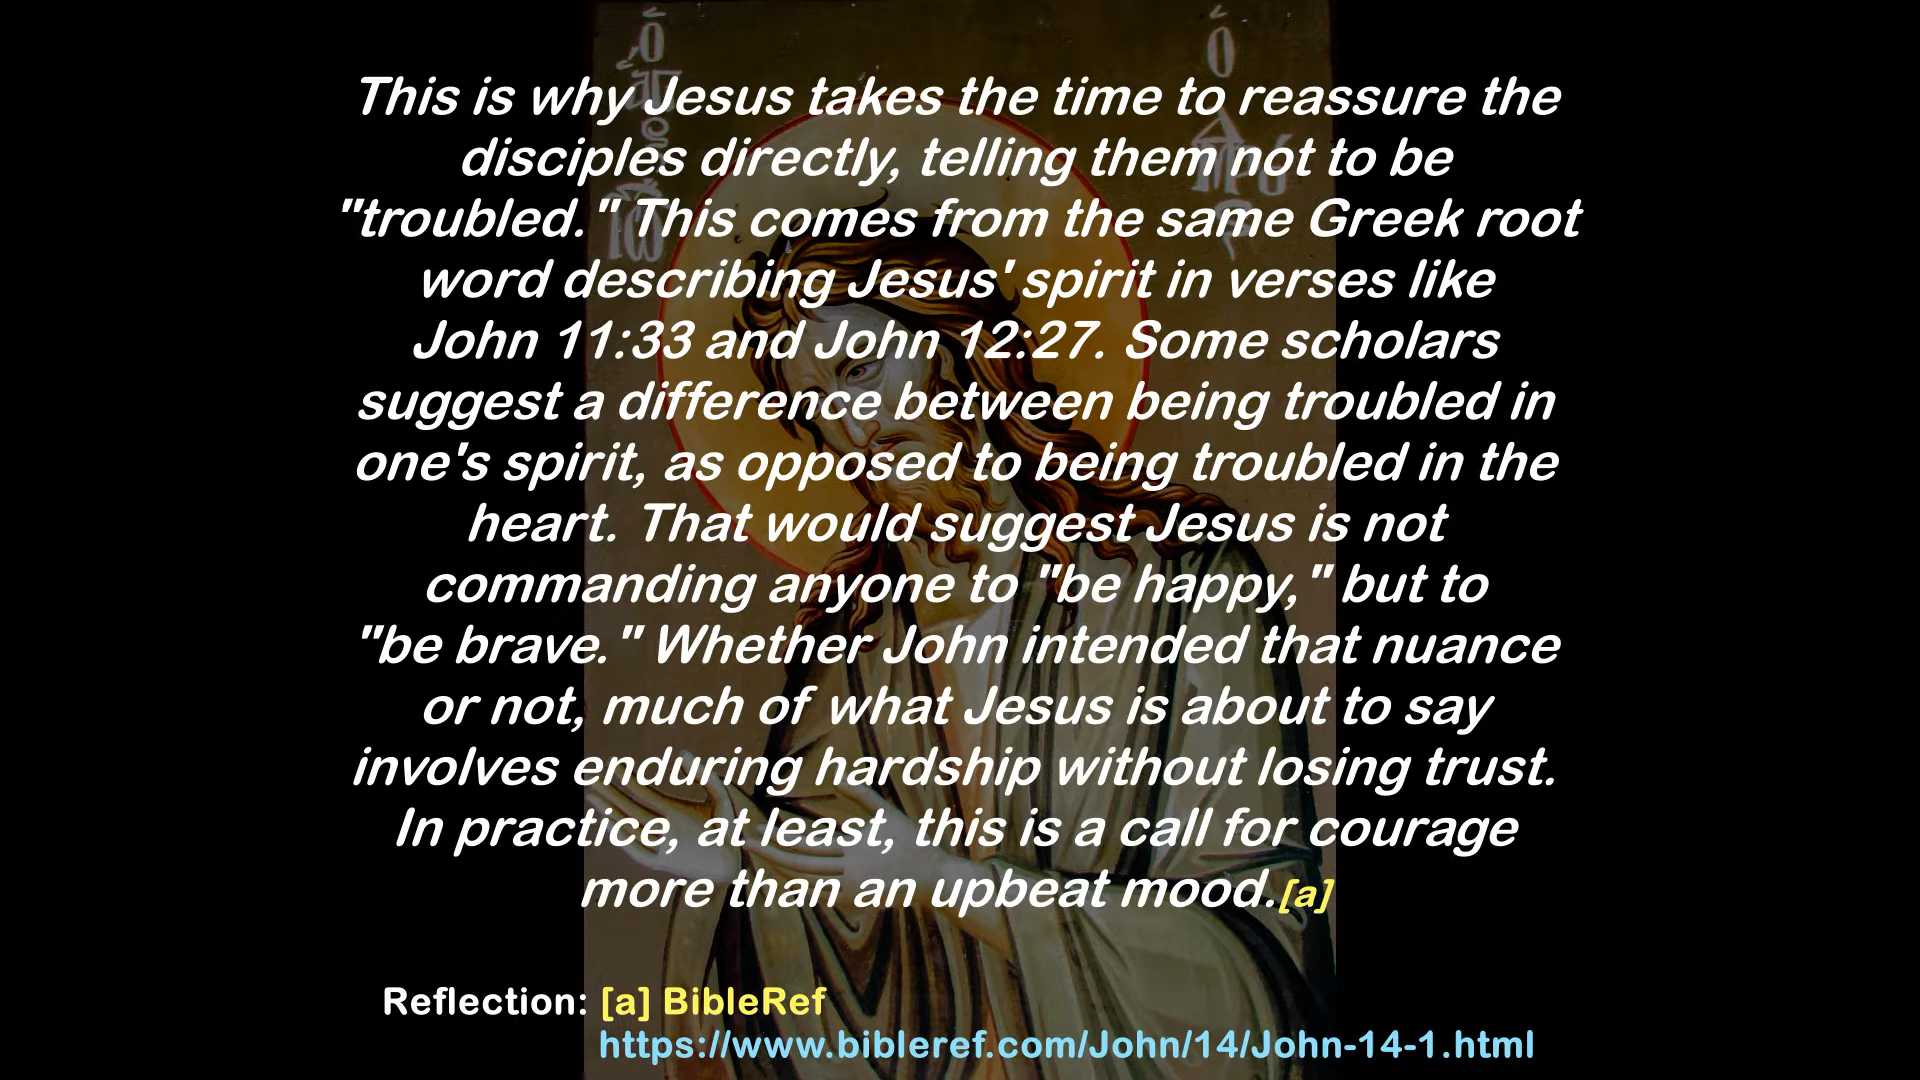 This is why Jesus takes the time to reassure the
disciples directly, telling them not to be
"troubled." This comes from the same Greek root
word describing Jesus' spirit in verses like
John 11:33 and John 12:27. Some scholars
suggest a difference between being troubled in
one's spirit, as opposed to being troubled in the
heart. That would suggest Jesus is not
commanding anyone to "be happy," but to
"be brave." Whether John intended that nuance
or not, much of what Jesus is about to say
involves enduring hardship without losing trust.
In practice, at least, this is a call for courage
more than an upbeat mood.[a]
Reflection: [a] BibleRef
https://www.bibleref.com/John/14/John-14-1.html